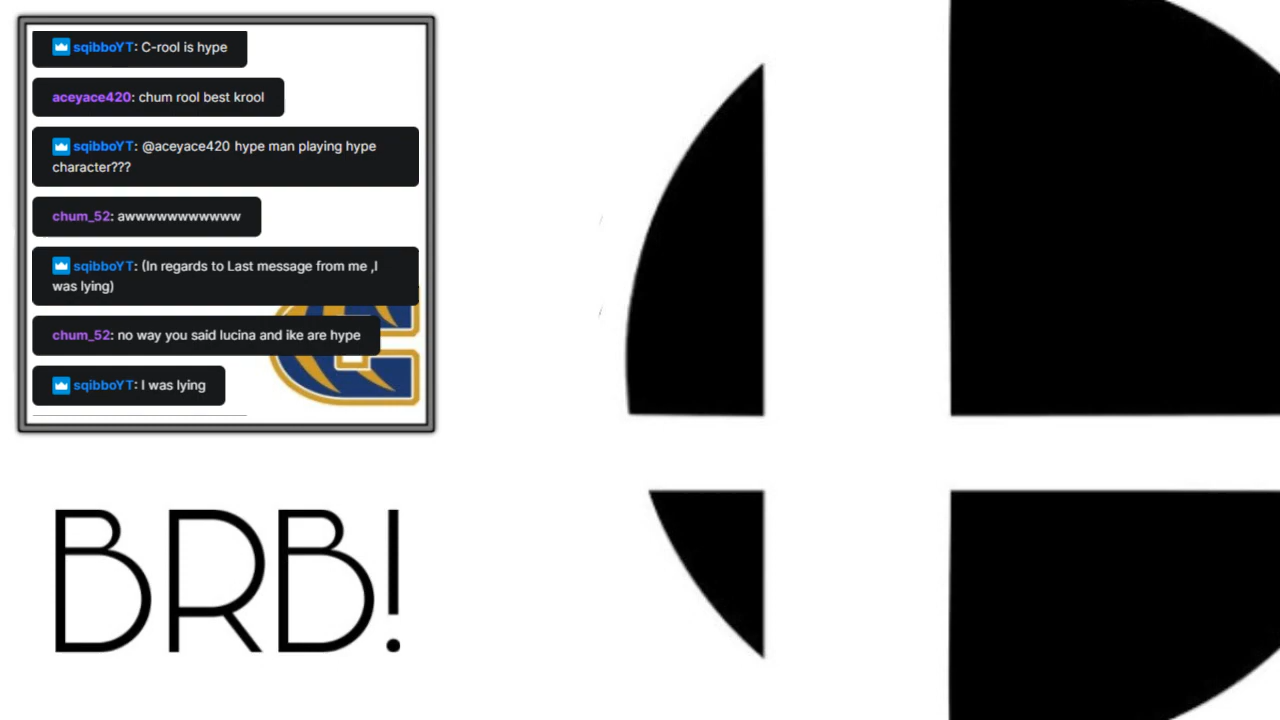 sqibboYT: C-rool is hype
aceyace420: chum rool best krool
sqibboYT: @aceyace420 hype man playing hype
character???
chum_52: awwwwwwwwwww
sqibboYT: (In regards to Last message from me ,I
was lying)
chum_52: no way you said lucina and ike are hype
sqibboYT: I was lying
BRB!